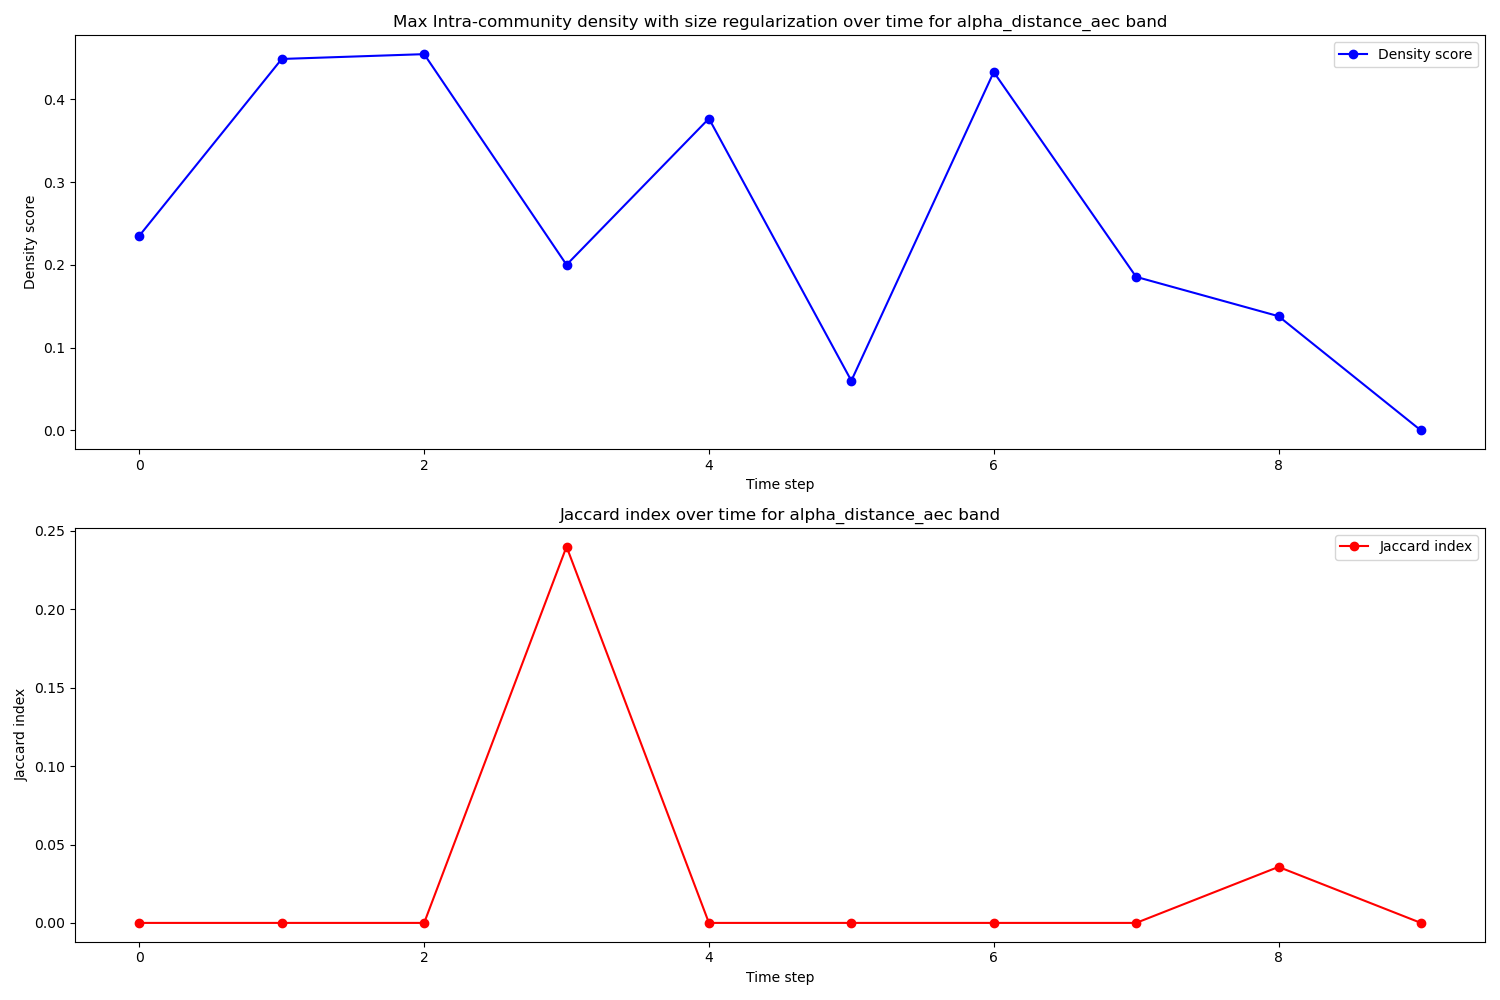 Max Intra-community density with size regularization over time for alpha_distance_aec band
Density score
0.4
0.3
0.2
0.1
0.0
Density score
0 2 4 6 8
Time step
Jaccard index over time for alpha_distance_aec band
Jaccard index
0.25
0.20
0.15
0.10
0.05
0.00
Jaccard index
0 2 4 6 8
Time step